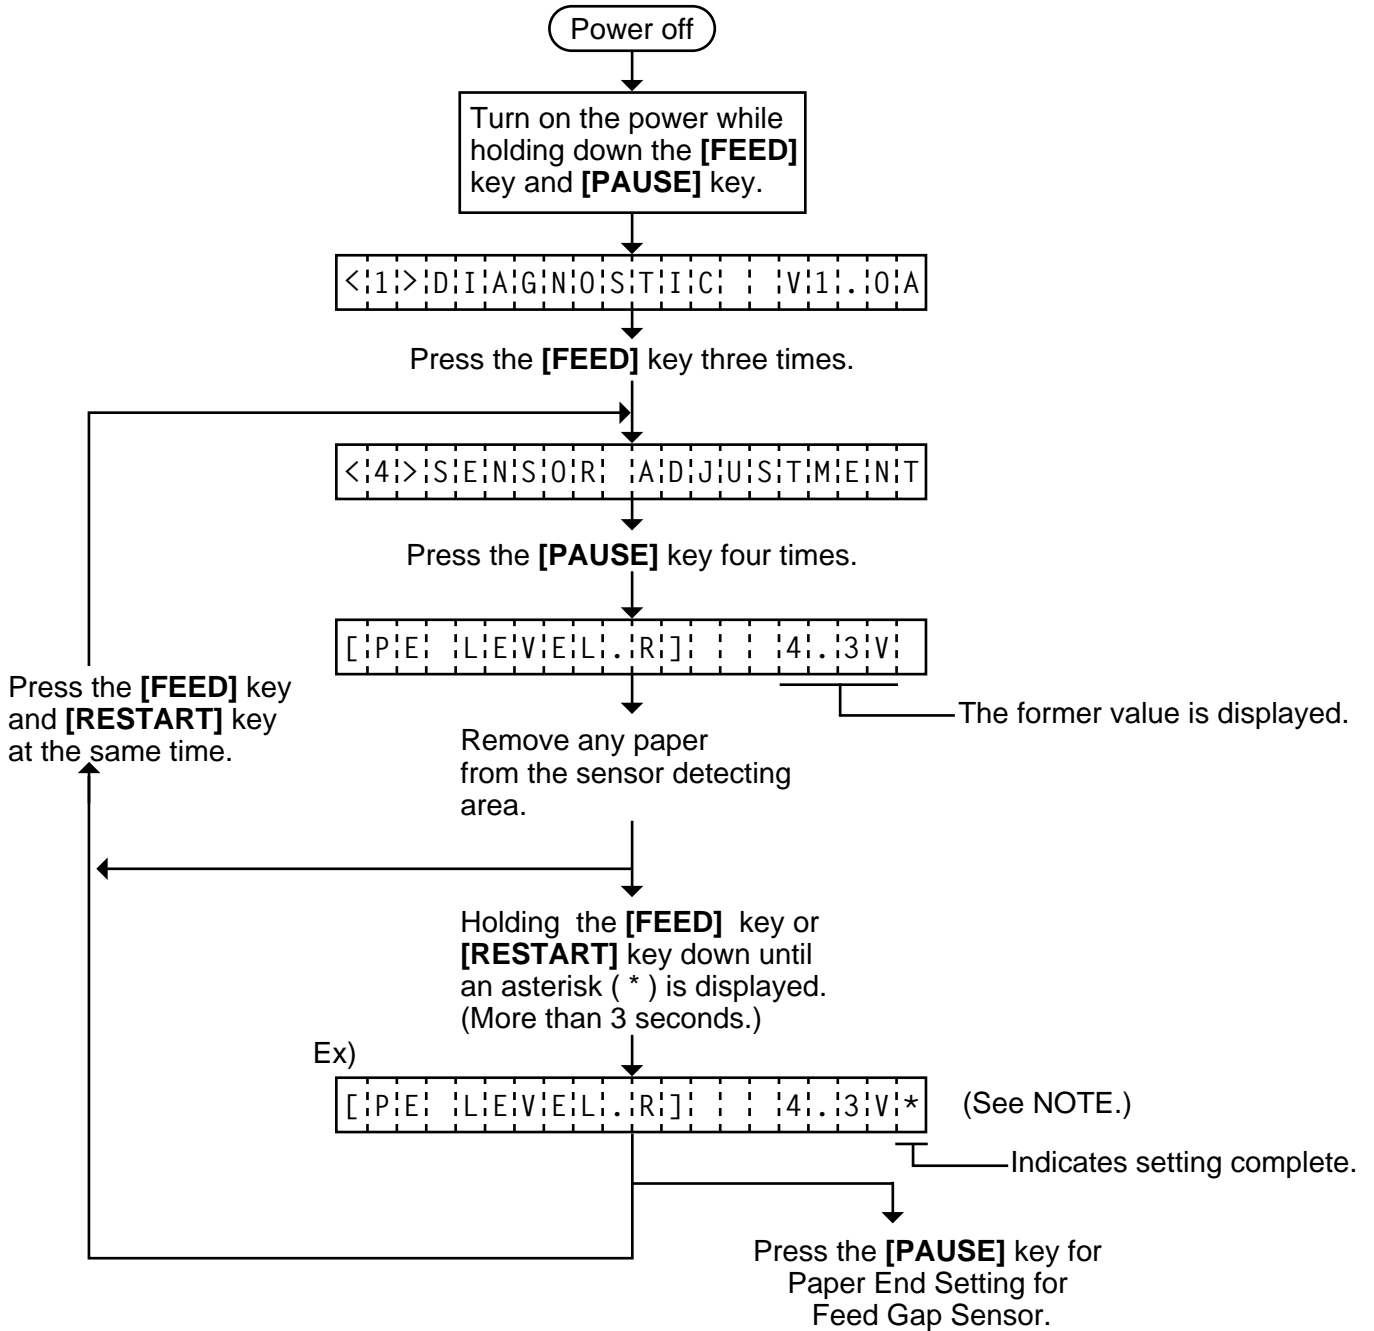 Power off
Turn on the power while
holding down the [FEED]
key and [PAUSE] key.
<1>DIAGNOSTIC  V1.0A
Press the [FEED] key three times.
<4>SENSOR ADJUSTMENT
Press the [PAUSE] key four times.
[PE LEVEL.R]   4.3V
The former value is displayed.
Press the [FEED] key
and [RESTART] key
at the same time.
Remove any paper
from the sensor detecting
area.
Holding the [FEED] key or
[RESTART] key down until
an asterisk ( * ) is displayed.
(More than 3 seconds.)
Ex)
[PE LEVEL.R]   4.3V*
(See NOTE.)
Indicates setting complete.
Press the [PAUSE] key for
Paper End Setting for
Feed Gap Sensor.